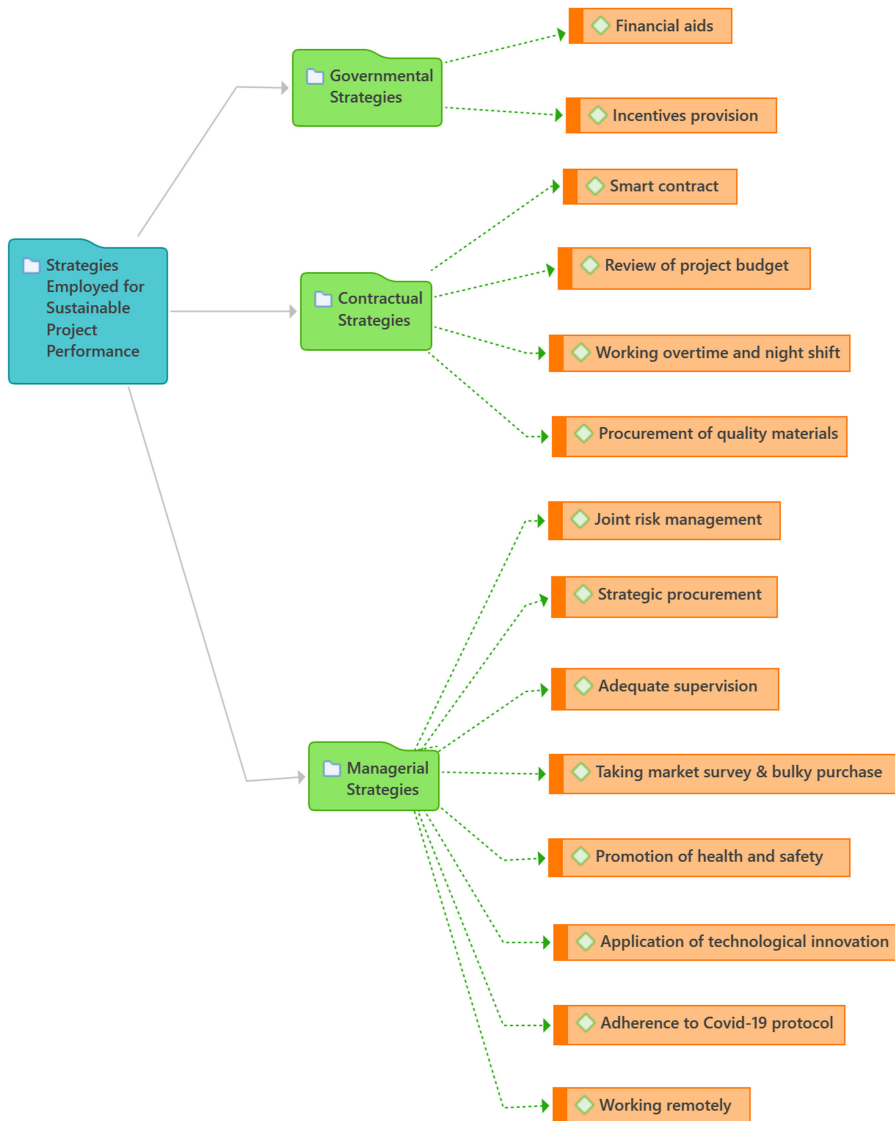 Financial aids
Governmental
Strategies
Incentives provision
Smart contract
Strategies
Employed for
Sustainable
Project
Performance
Review of project budget
Contractual
Strategies
Working overtime and night shift
Procurement of quality materials
Joint risk management
Strategic procurement
Adequate supervision
Managerial
Strategies
Taking market survey & bulky purchase
Promotion of health and safety
Application of technological innovation
Adherence to Covid-19 protocol
Working remotely